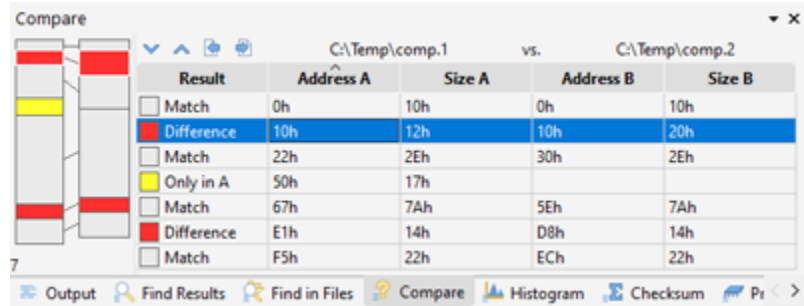 Compare
C:\Temp\comp.1 vs. C:\Temp\comp.2
Result Address A Size A Address B Size B
Match 0h 10h 0h 10h
Difference 10h 12h 10h 20h
Match 22h 2Eh 30h 2Eh
Only in A 50h 17h
Match 67h 7Ah 5Eh 7Ah
Difference E1h 14h D8h 14h
Match F5h 22h ECh 22h
7
Output Find Results Find in Files Compare Histogram Checksum